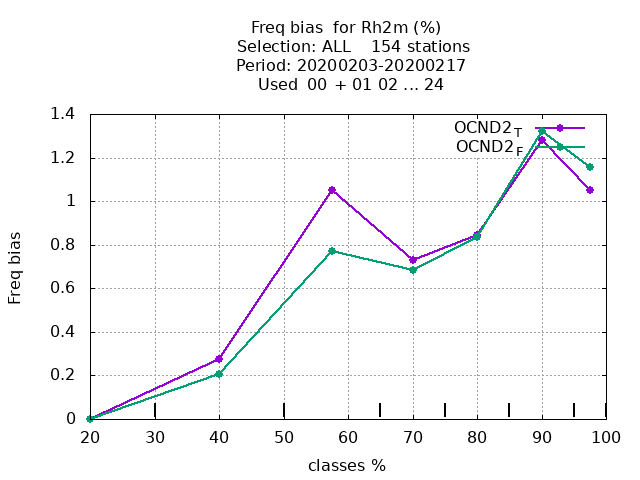 Freq bias  for Rh2m (%)
Selection: ALL    154 stations
Period: 20200203-20200217
Used  00 + 01 02 ... 24
OCND2T
OCND2F
1.4
1.2
1
0.8
0.6
0.4
0.2
0
Freq bias
20 30 40 50 60 70 80 90 100
classes %